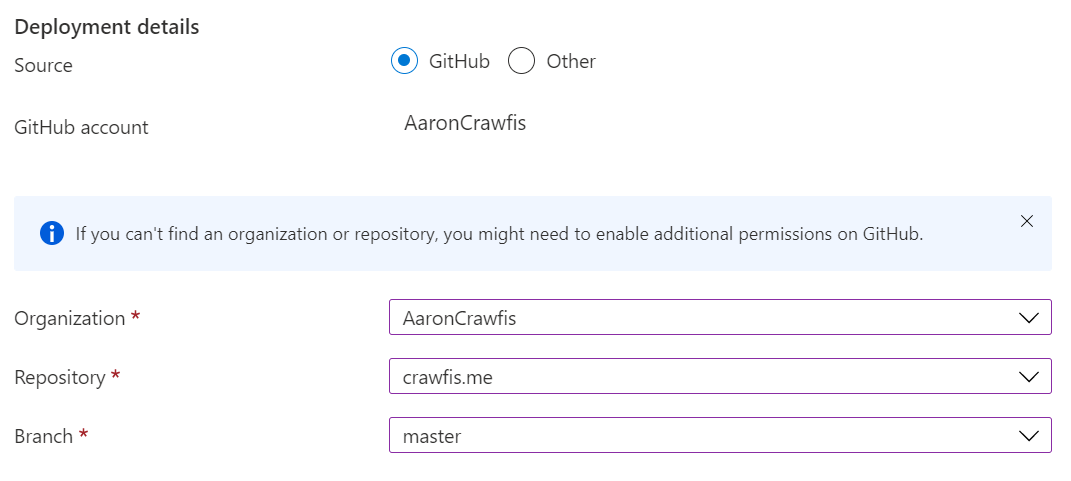 Deployment details
Source GitHub Other
GitHub account AaronCrawfis
If you can't find an organization or repository, you might need to enable additional permissions on GitHub.
Organization * AaronCrawfis
Repository * crawfis.me
Branch * master